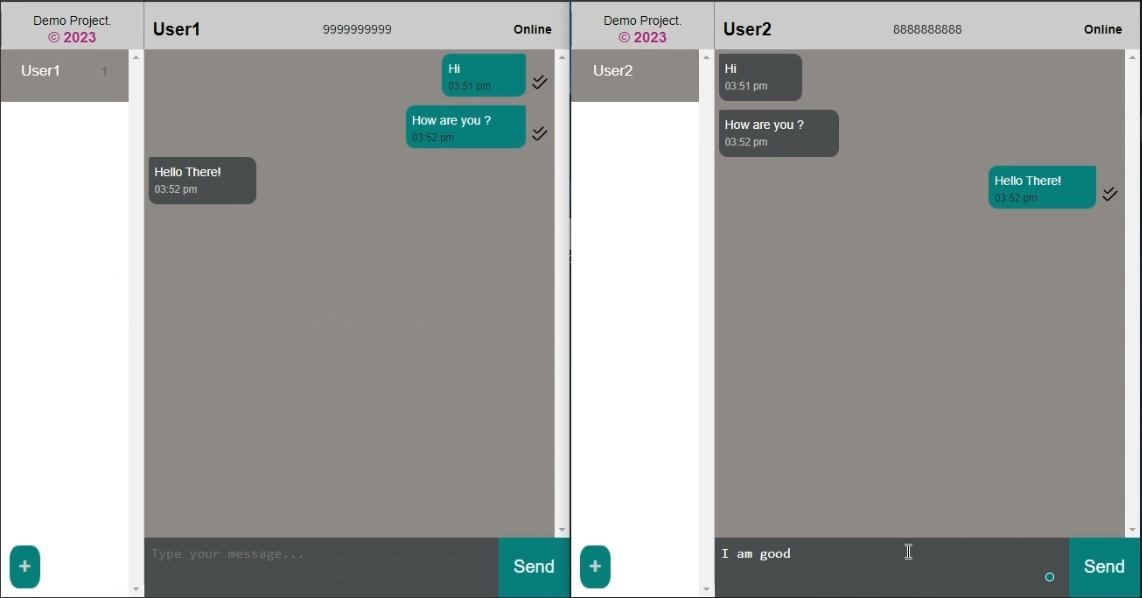 Demo Project.
© 2023
User1 9999999999 Online
User1 1
Hi
03:51 pm
How are you ?
03:52 pm
Hello There!
03:52 pm
+
Type your message...
Send
Demo Project.
© 2023
User2 8888888888 Online
User2
Hi
03:51 pm
How are you ?
03:52 pm
Hello There!
03:52 pm
+
I am good
Send